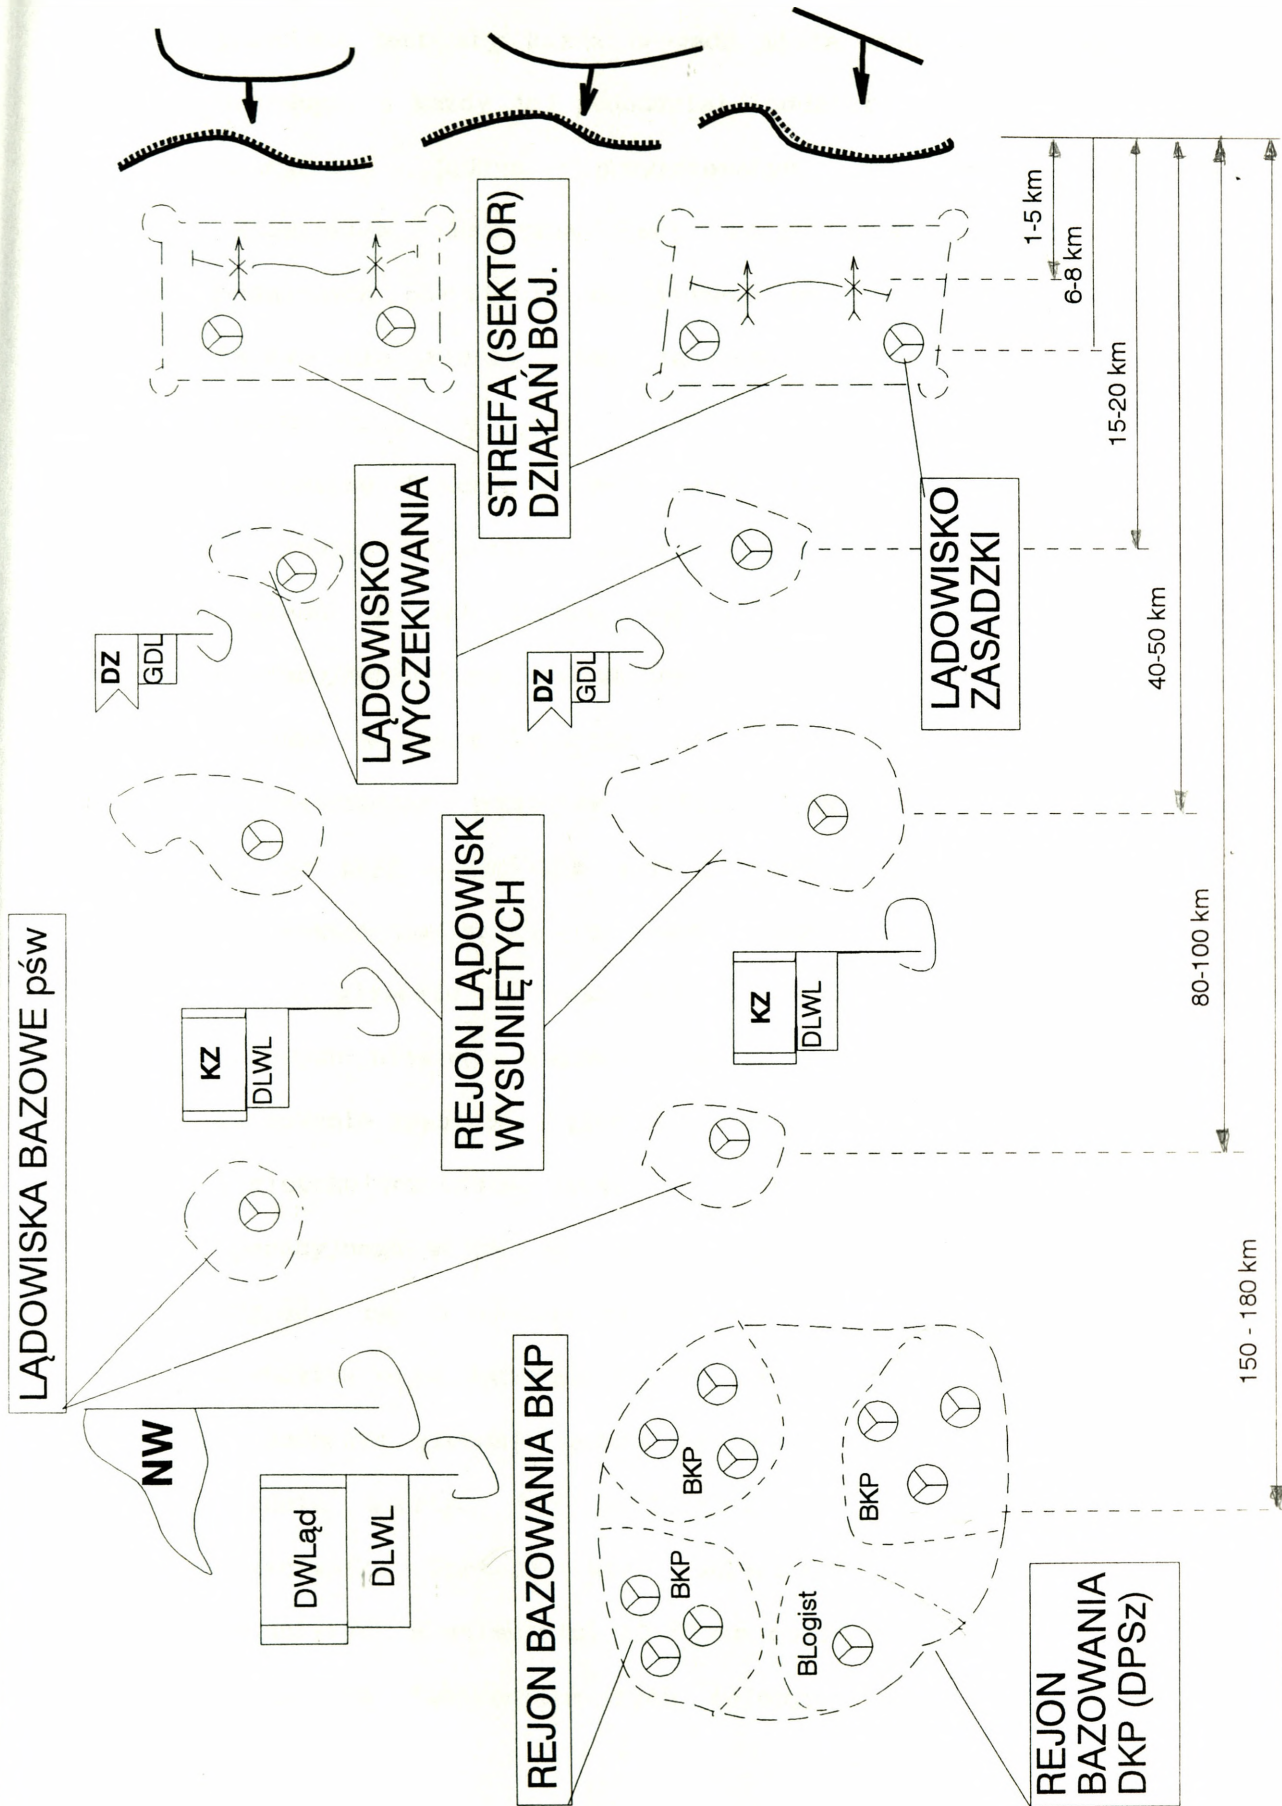 LĄDOWISKA BAZOWE pśw
NW
DWLąd
DLWL
KZ
DLWL
DZ
GDL
REJON BAZOWANIA BKP
REJON LĄDOWISK
WYSUNIĘTYCH
LĄDOWISKO
WYCZEKIWANIA
STREFA (SEKTOR)
DZIAŁAŃ BOJ.
DZ
GDL
KZ
DLWL
BKP
BKP
BLogist
BKP
REJON
BAZOWANIA
DKP (DPSz)
LĄDOWISKO
ZASADZKI
1-5 km
6-8 km
15-20 km
40-50 km
80-100 km
150 - 180 km